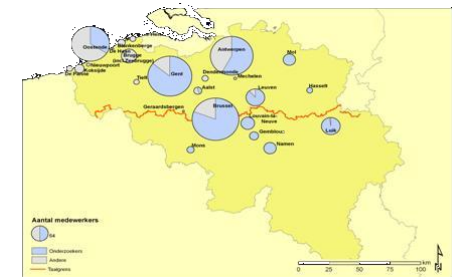 Oostende
Blankenberge
De Haan
Brugge
(incl Zeebrugge)
Nieuwpoort
Koksijde
De Panne
Antwerpen
Mol
Gent
Tielt
Dendermonde
Mechelen
Aalst
Leuven
Hasselt
Geraardsbergen
Brussel
Louvain-la-
Neuve
Gembloux
Luik
Mons
Namen
Aantal medewerkers
Onderzoekers
Andere
Taalgrens
km
0 25 50 75 100